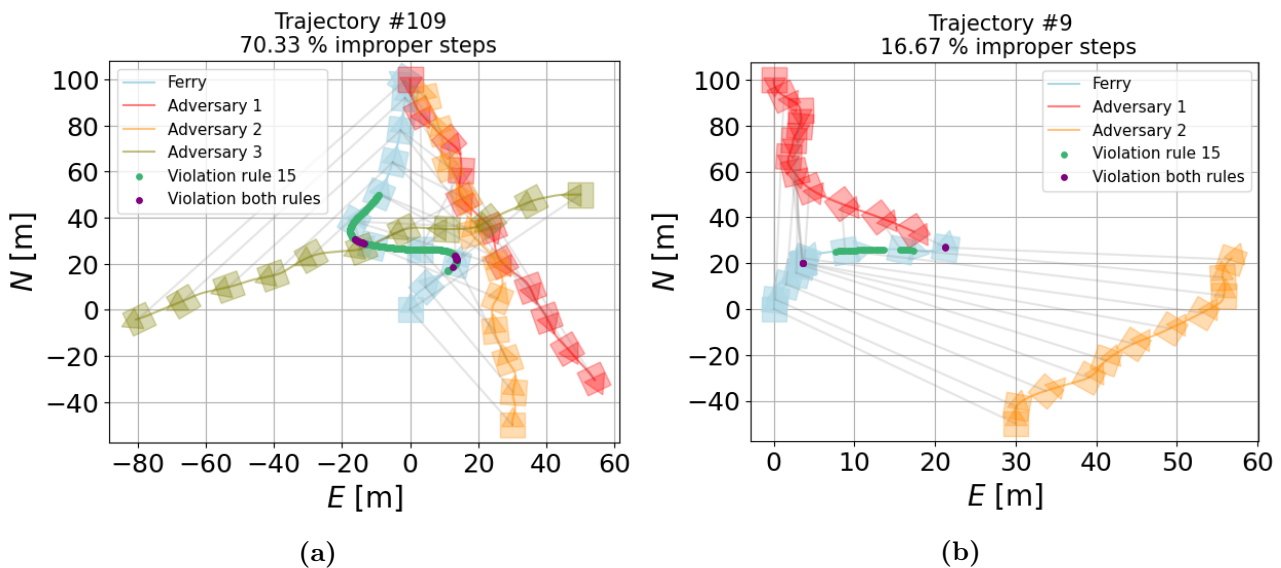 Trajectory #109
70.33 % improper steps
Ferry
Adversary 1
Adversary 2
Adversary 3
Violation rule 15
Violation both rules
100
80
60
40
20
0
−20
−40
N [m]
−80 −60 −40 −20 0 20 40 60
E [m]
(a)
Trajectory #9
16.67 % improper steps
Ferry
Adversary 1
Adversary 2
Violation rule 15
Violation both rules
100
80
60
40
20
0
−20
−40
N [m]
0 10 20 30 40 50 60
E [m]
(b)